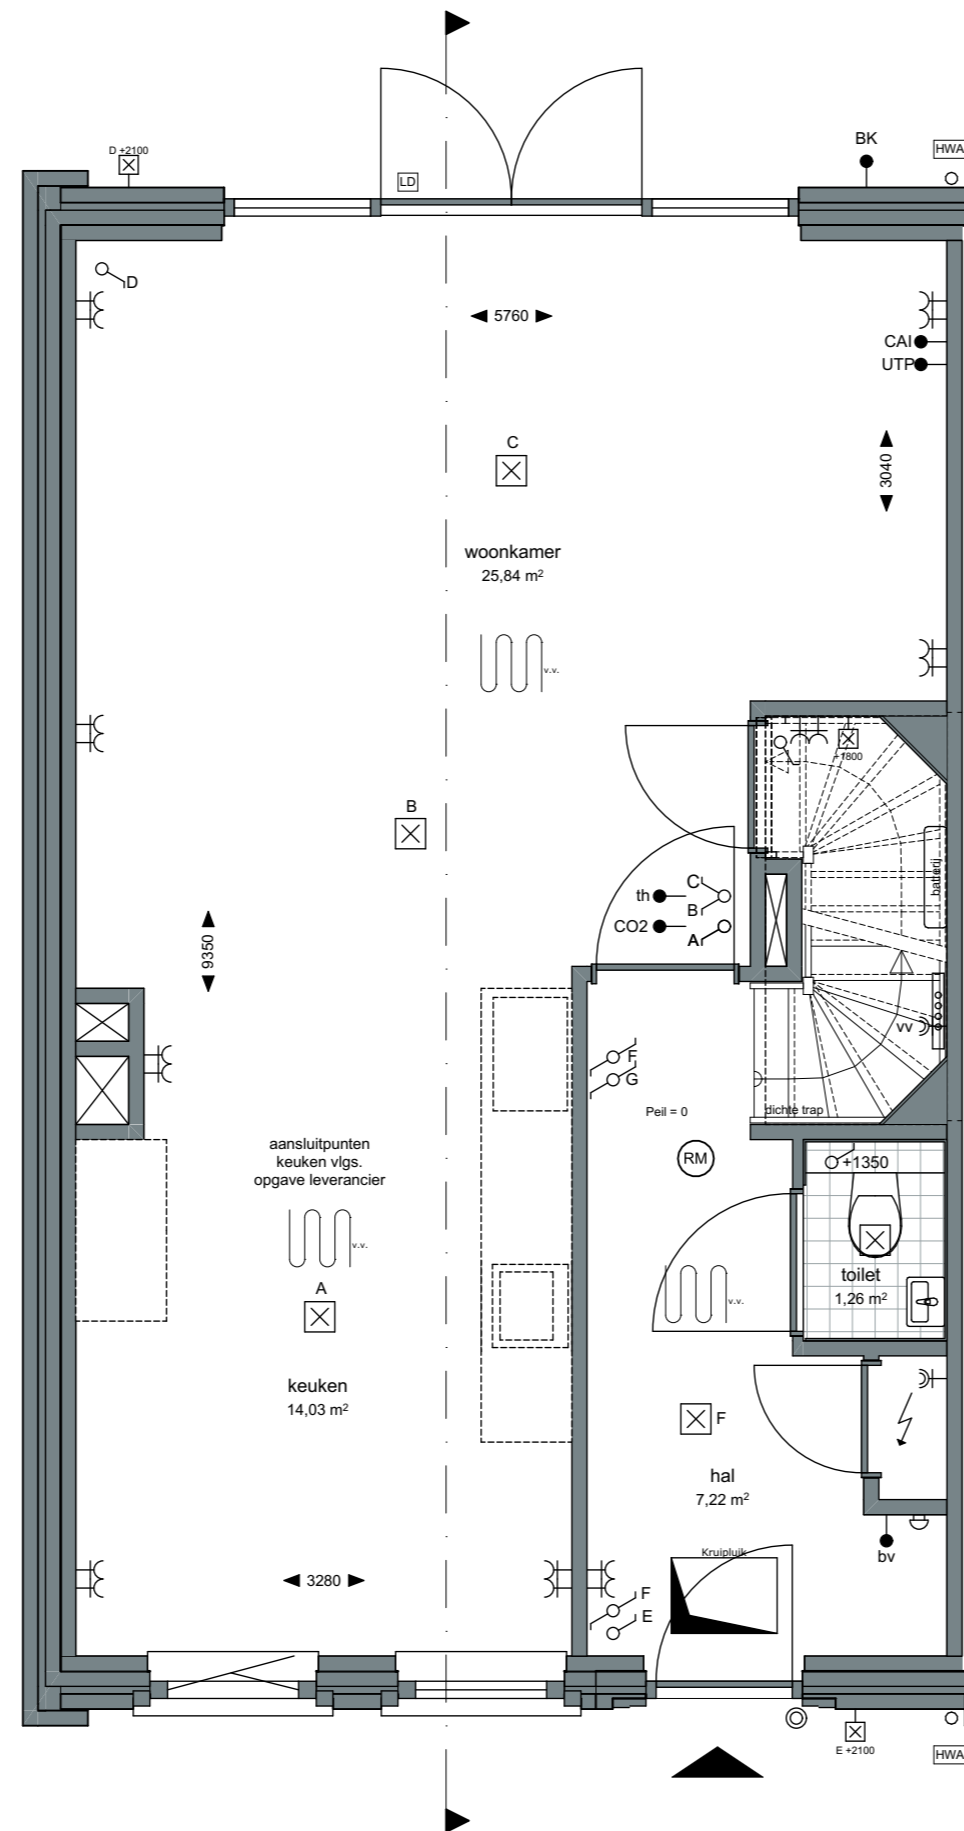 D +2100
BK
HWA
LD
D
5760
CAI
UTP
C
3040
woonkamer
25,84 m²
v.v.
+1800
B
batterij
C
th
B
CO2
A
9350
vv
F
G
Peil = 0
dichte trap
aansluitpunten
keuken vlgs.
opgave leverancier
RM
+1350
v.v.
toilet
1,26 m²
A
v.v.
keuken
14,03 m²
F
hal
7,22 m²
Kruipluik
bv
3280
F
E
E +2100
HWA